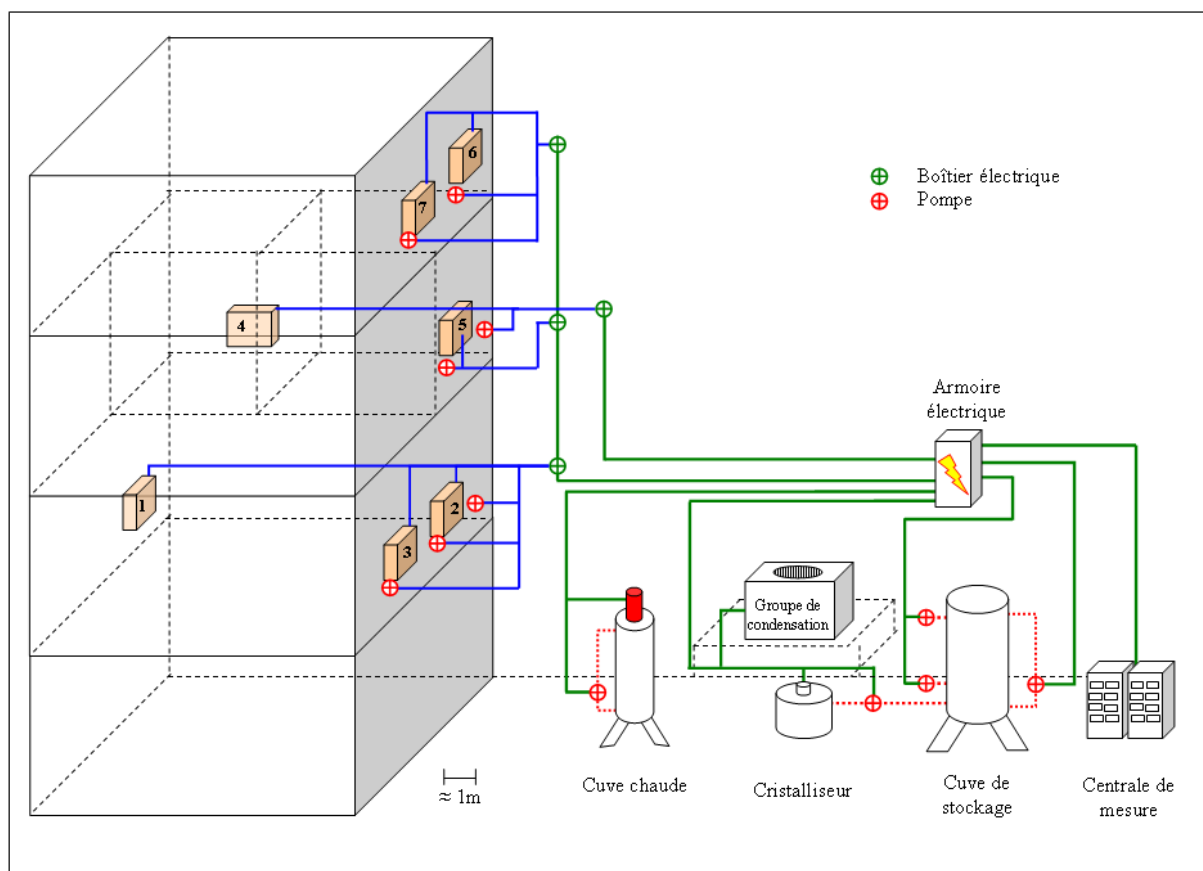 6
7
Boîtier électrique
Pompe
4
5
Armoire
électrique
1
2
3
Groupe de
condensation
≈ 1m
Cuve chaude
Cristalliseur
Cuve de
stockage
Centrale de
mesure